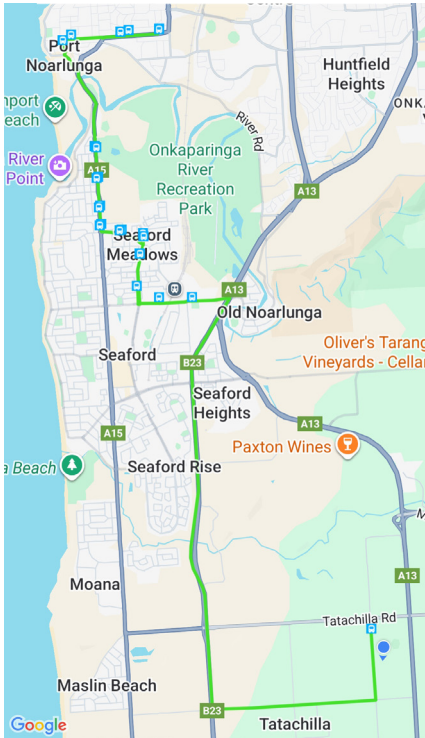 Port
Noarlunga
Huntfield
Heights
ONKA
nport
each
River Rd
River
Point
A15
Onkaparinga
River
Recreation
Park
A13
Seaford
Meadows
A13
Old Noarlunga
Oliver's Tarang
Vineyards - Cellar
Seaford
B23
Seaford
Heights
A15
A13
Paxton Wines
a Beach
Seaford Rise
M
A13
Moana
Tatachilla Rd
Maslin Beach
B23
Tatachilla
Google